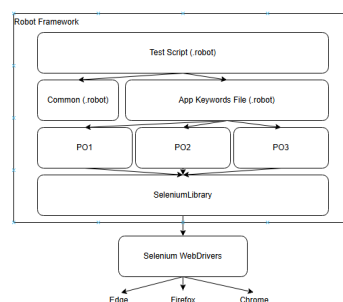 Robot Framework
Test Script (.robot)
Common (.robot)
App Keywords File (.robot)
PO1
PO2
PO3
SeleniumLibrary
Selenium WebDrivers
Edge
Firefox
Chrome